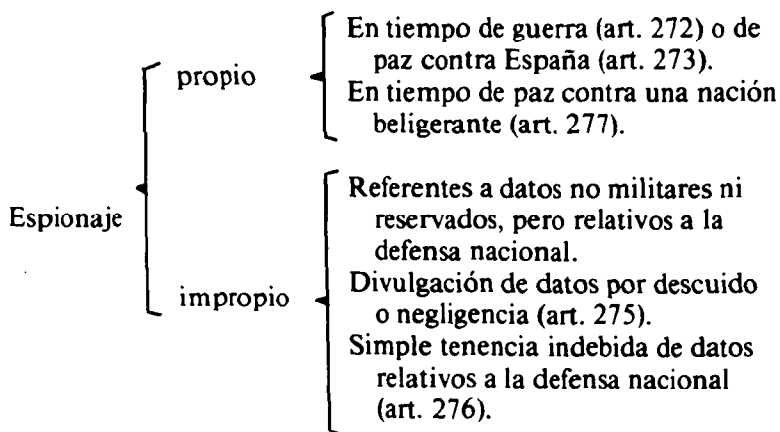 Espionaje
propio
En tiempo de guerra (art. 272) o de
paz contra España (art. 273).
En tiempo de paz contra una nación
beligerante (art. 277).
impropio
Referentes a datos no militares ni
reservados, pero relativos a la
defensa nacional.
Divulgación de datos por descuido
o negligencia (art. 275).
Simple tenencia indebida de datos
relativos a la defensa nacional
(art. 276).